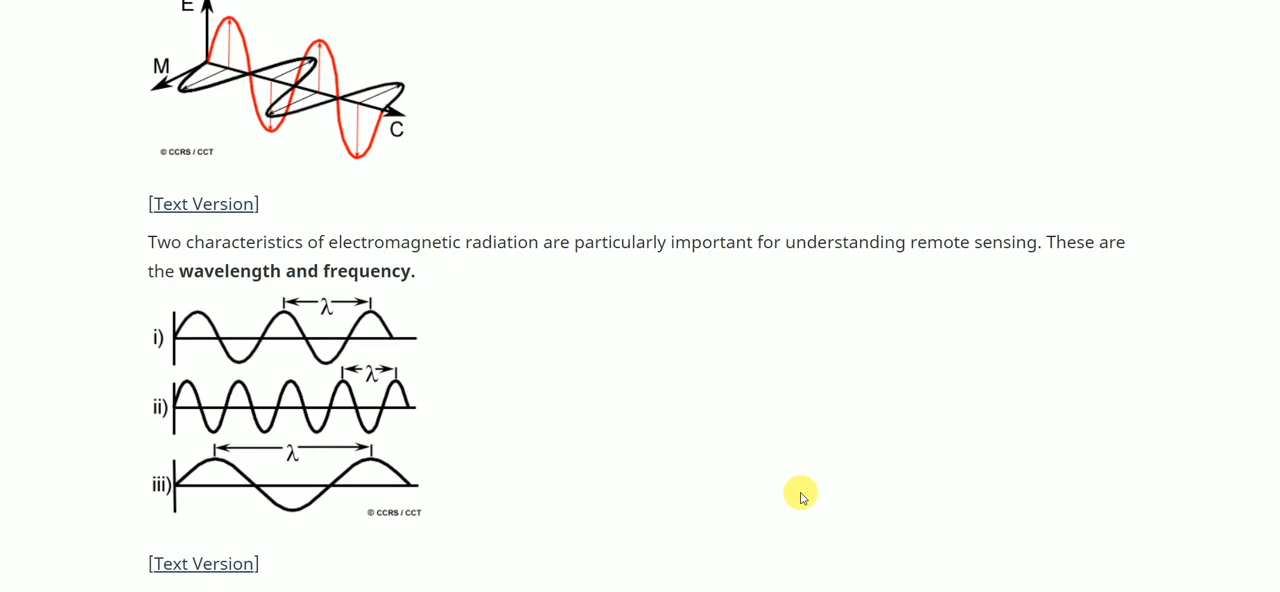 E
M
C
© CCRS / CCT
[Text Version]
Two characteristics of electromagnetic radiation are particularly important for understanding remote sensing. These are
the wavelength and frequency.
λ
i)
λ
ii)
λ
iii)
© CCRS / CCT
[Text Version]